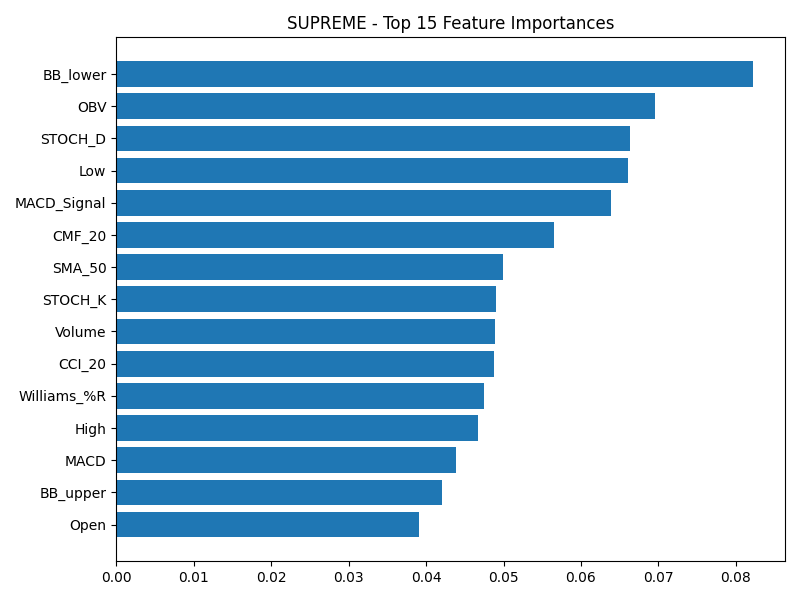 SUPREME - Top 15 Feature Importances
BB_lower
OBV
STOCH_D
Low
MACD_Signal
CMF_20
SMA_50
STOCH_K
Volume
CCI_20
Williams_%R
High
MACD
BB_upper
Open
0.00 0.01 0.02 0.03 0.04 0.05 0.06 0.07 0.08